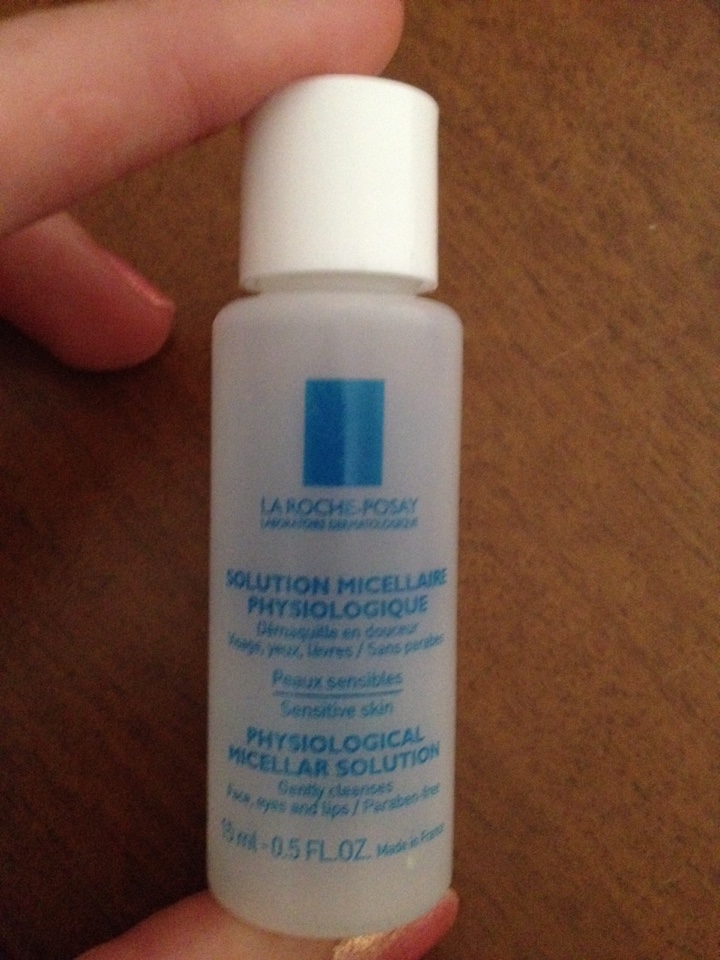 LA ROCHE-POSAY
LABORATOIRE DERMATOLOGIQUE
SOLUTION MICELLAIRE
PHYSIOLOGIQUE
Démaquille en douceur
Visage, yeux, lèvres / Sans parabens
Peaux sensibles
Sensitive skin
PHYSIOLOGICAL
MICELLAR SOLUTION
Gently cleanses
Face, eyes and lips / Paraben-free
15 ml - 0.5 FL.OZ. Made in France